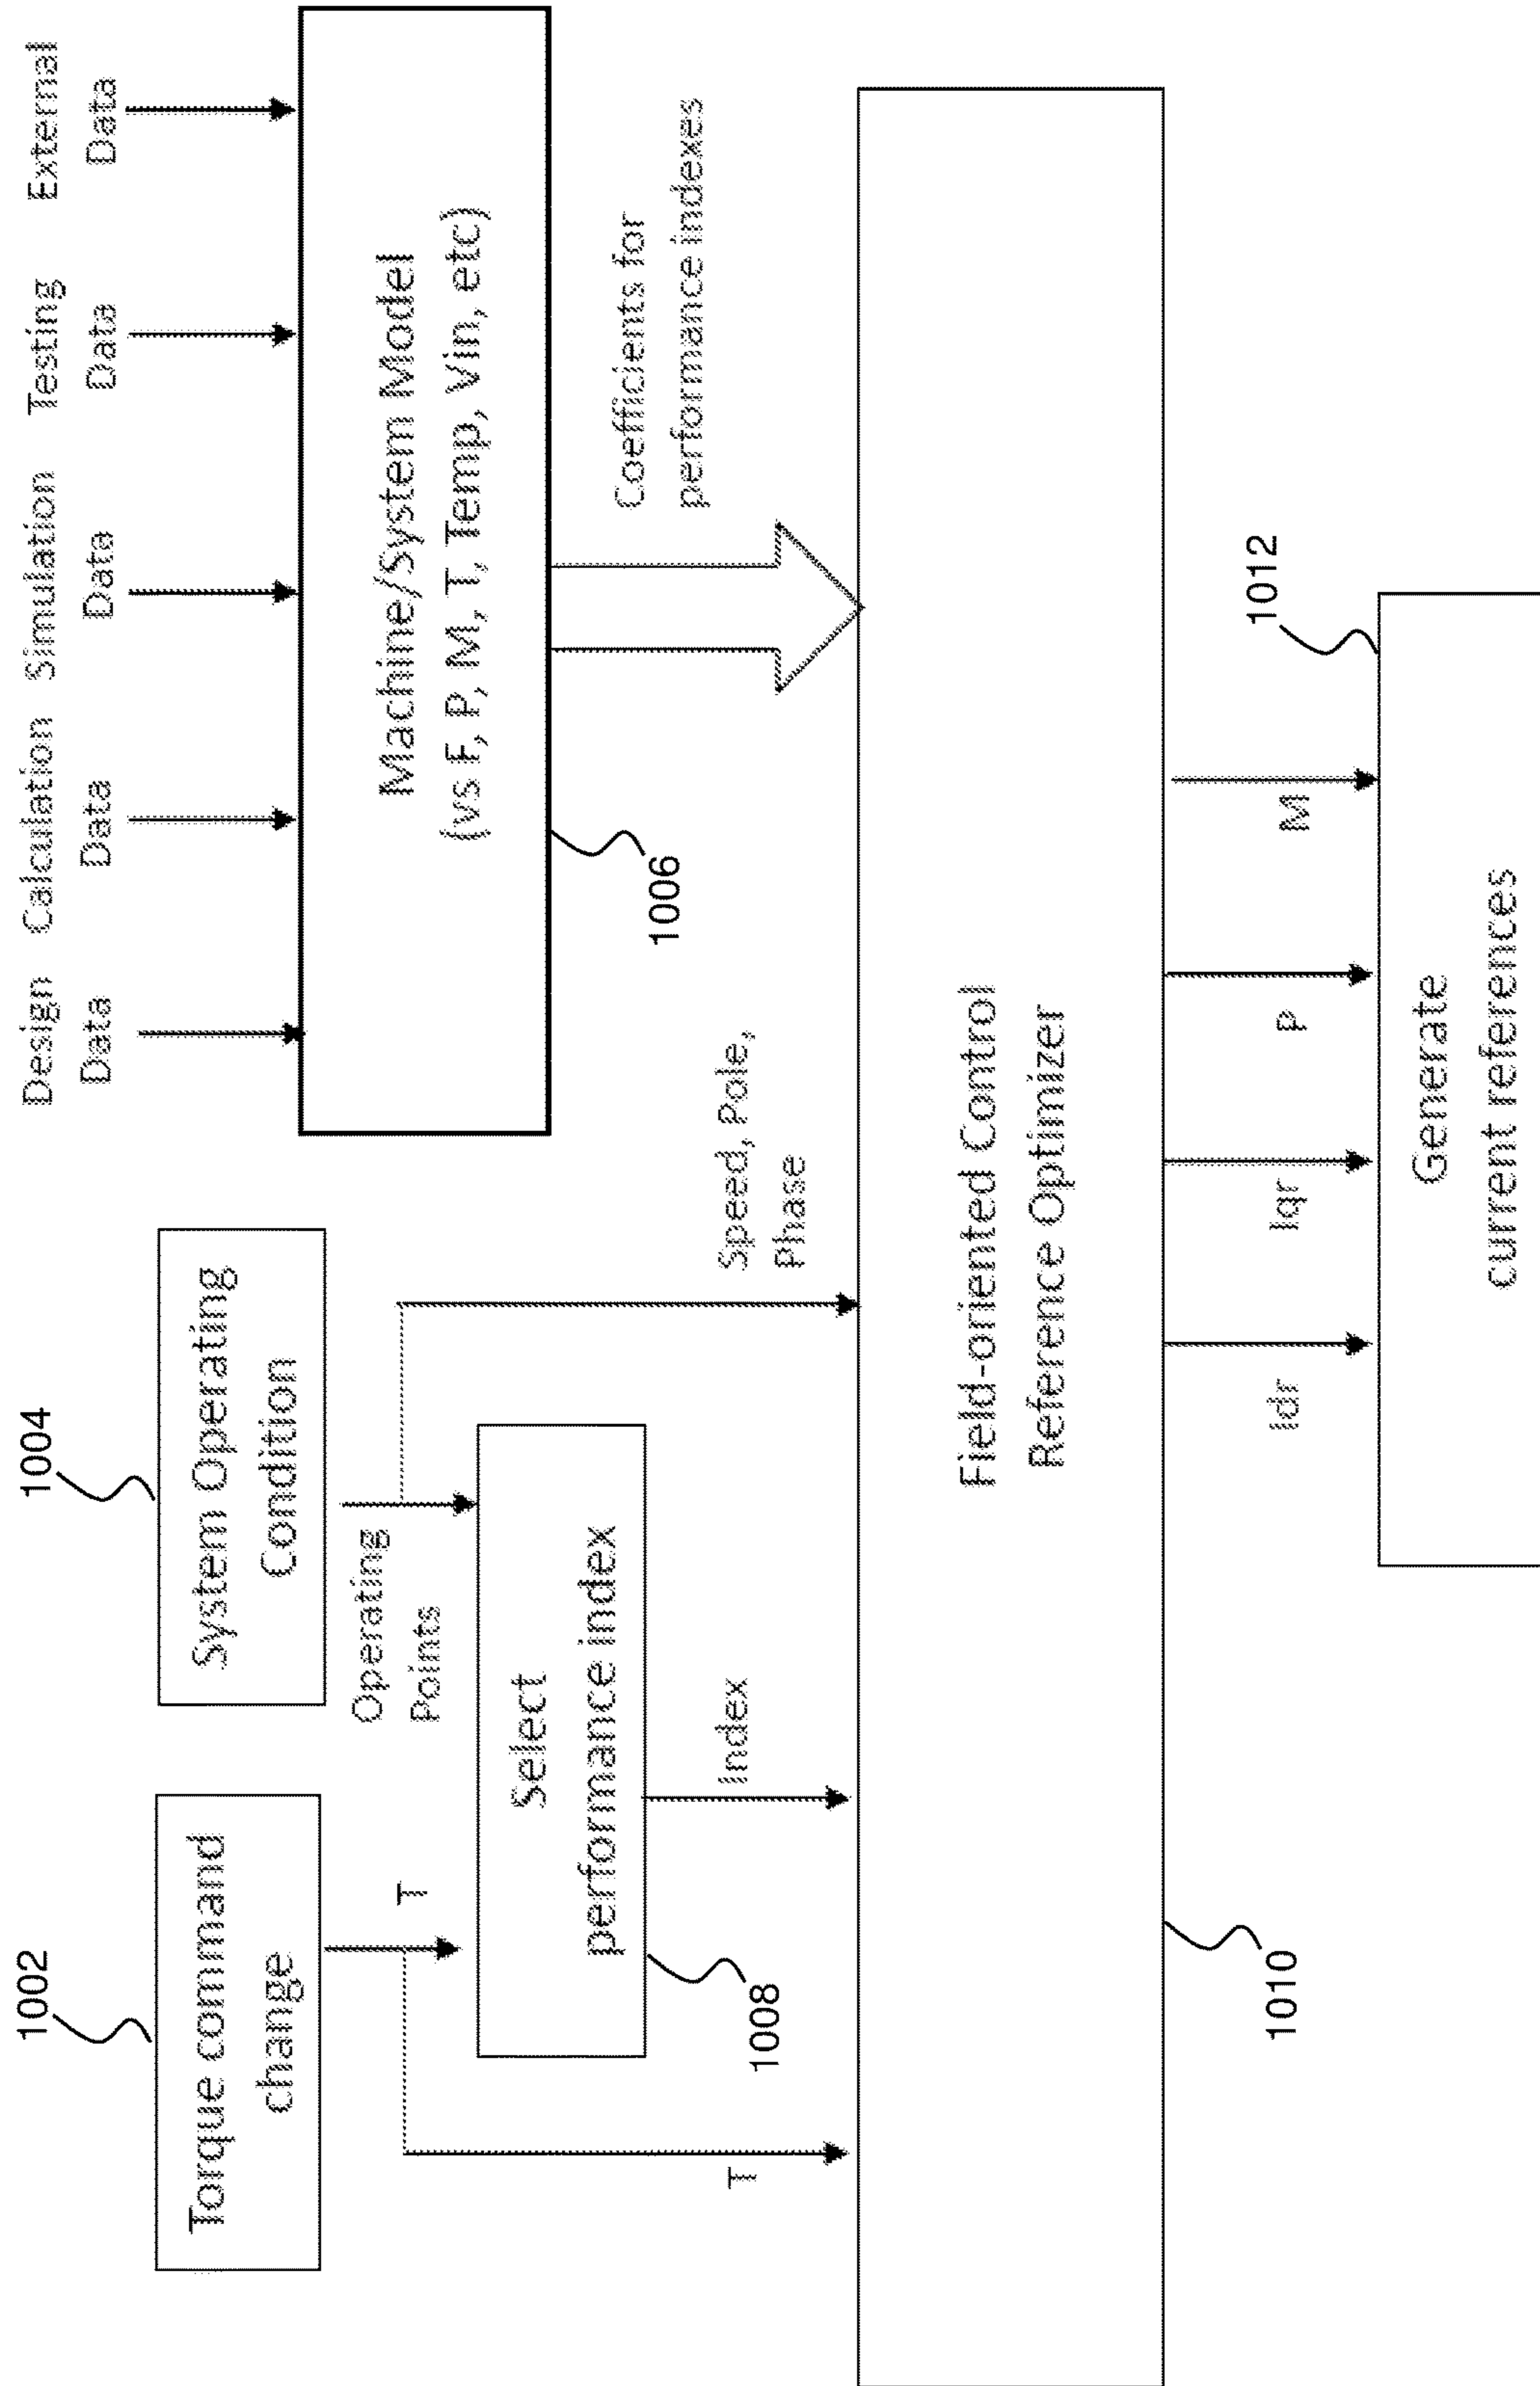 1002
1004
Torque command
change
System Operating
Condition
Design
Data
Calculation
Data
Simulation
Data
Testing
Data
External
Data
Machine/System Model
(vs F, P, M, T, Temp, Vin, etc)
1006
T
Operating
Points
Select
performance index
1008
T
Index
Speed, Pole,
Phase
Coefficients for
performance indexes
Field-oriented Control
Reference Optimizer
1010
Idr
Iqr
P
M
1012
Generate
current references